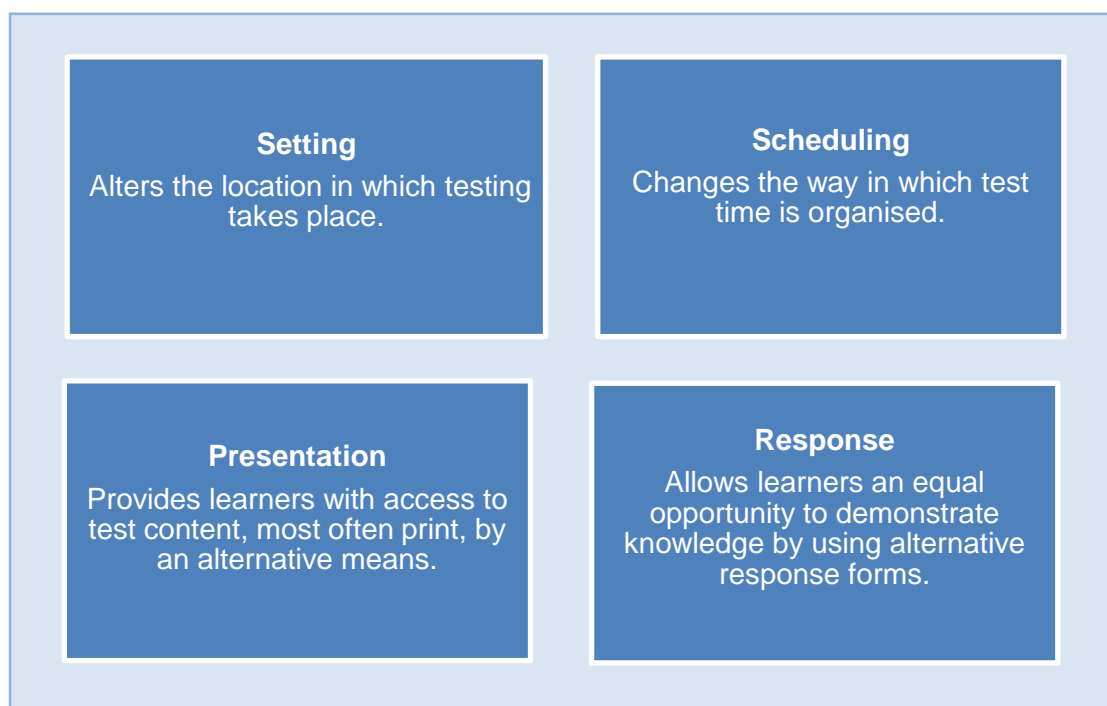 Setting
Alters the location in which testing
takes place.
Scheduling
Changes the way in which test
time is organised.
Presentation
Provides learners with access to
test content, most often print, by
an alternative means.
Response
Allows learners an equal
opportunity to demonstrate
knowledge by using alternative
response forms.